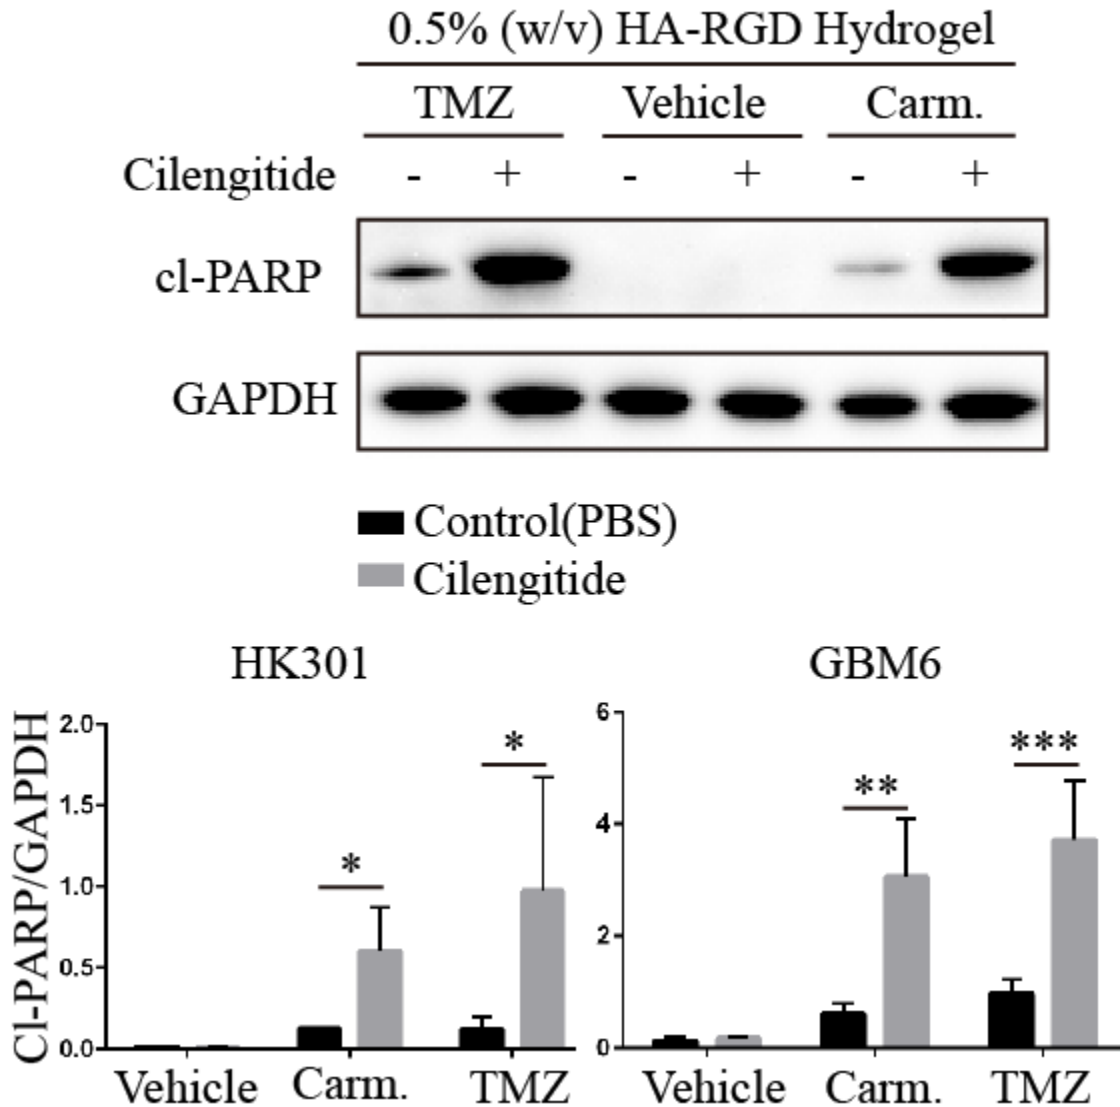 0.5% (w/v) HA-RGD Hydrogel
TMZ Vehicle Carm.
Cilengitide - + - + - +
cl-PARP
GAPDH
Control(PBS)
Cilengitide
HK301 GBM6
Cl-PARP/GAPDH
2.0
1.5
1.0
0.5
0.0
* *
Vehicle Carm. TMZ
6
4
2
0
** ***
Vehicle Carm. TMZ